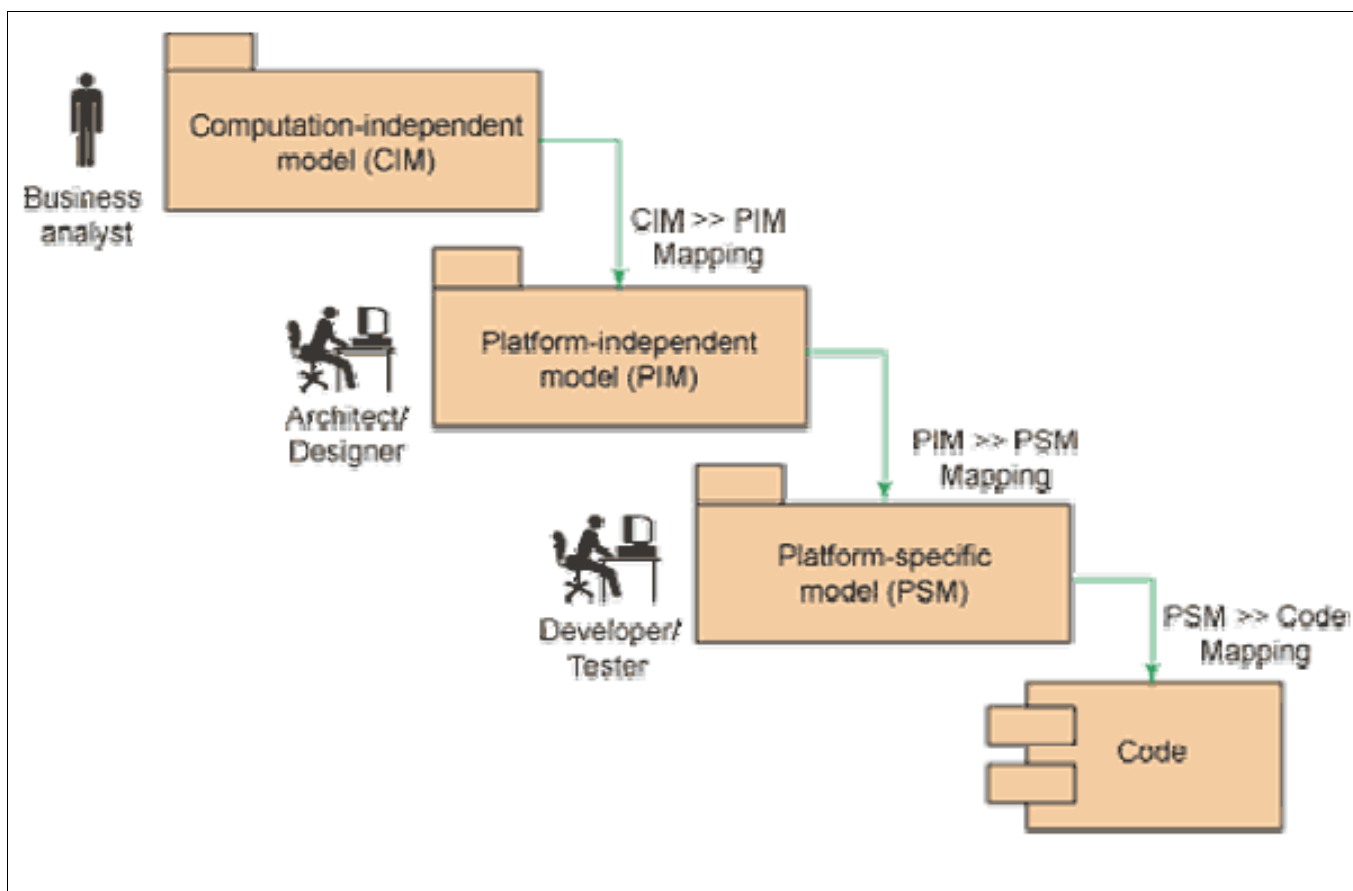 Computation-independent
model (CIM)
Business
analyst
CIM >> PIM
Mapping
Platform-independent
model (PIM)
Architect/
Designer
PIM >> PSM
Mapping
Platform-specific
model (PSM)
Developer/
Tester
PSM >> Code
Mapping
Code